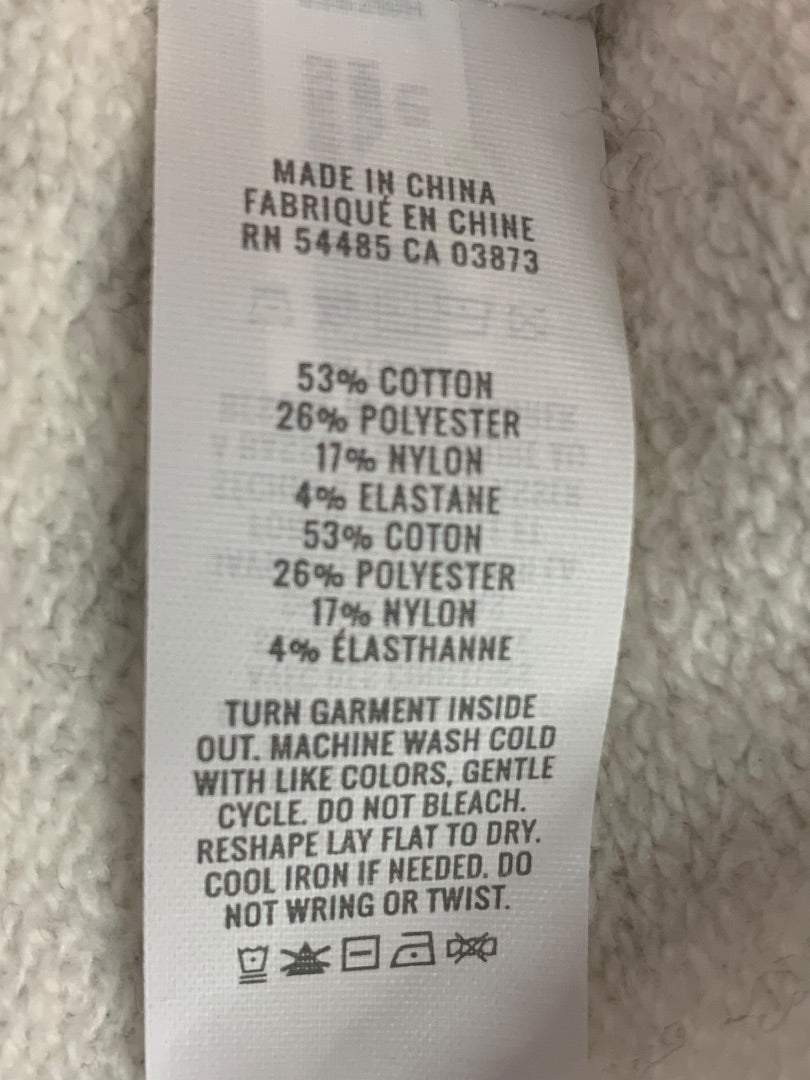 MADE IN CHINA
FABRIQUÉ EN CHINE
RN 54485 CA 03873
53% COTTON
26% POLYESTER
17% NYLON
4% ELASTANE
53% COTON
26% POLYESTER
17% NYLON
4% ÉLASTHANNE
TURN GARMENT INSIDE
OUT. MACHINE WASH COLD
WITH LIKE COLORS, GENTLE
CYCLE. DO NOT BLEACH.
RESHAPE LAY FLAT TO DRY.
COOL IRON IF NEEDED. DO
NOT WRING OR TWIST.